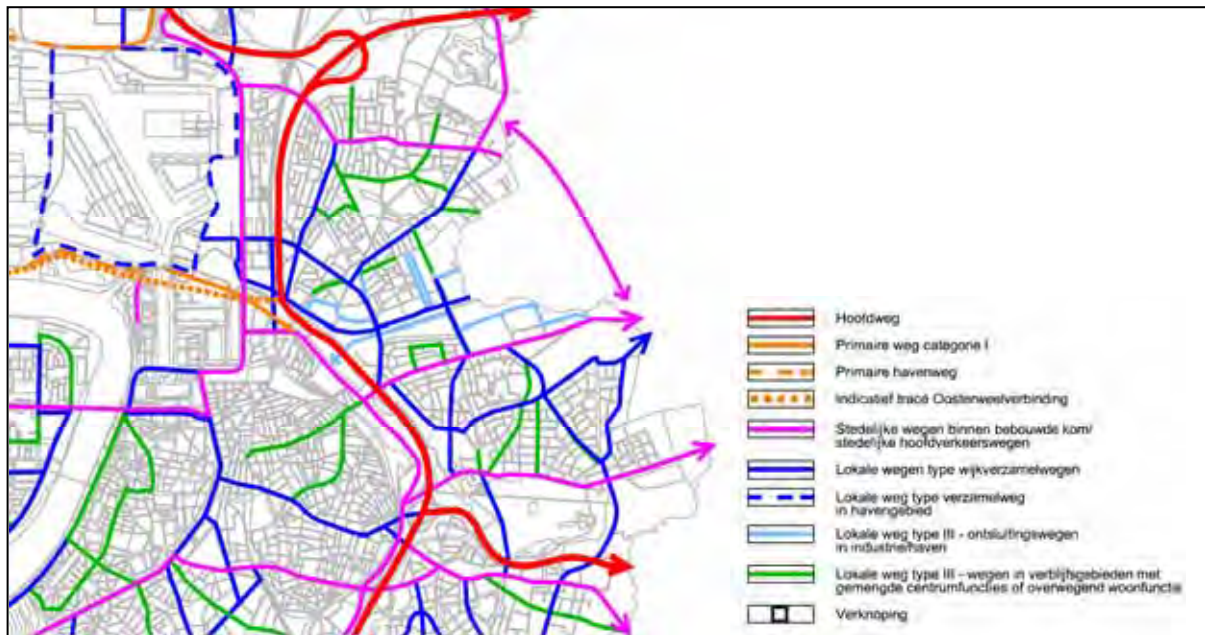 Hoofdweg
Primaire weg categorie I
Primaire havenweg
Indicatief tracé Oosterweelverbinding
Stedelijke wegen binnen bebouwde kom/
stedelijke hoofdverkeerswegen
Lokale wegen type wijkverzamelwegen
Lokale weg type verzamelweg
in havengebied
Lokale weg type III - ontsluitingswegen
in industrie/haven
Lokale weg type III - wegen in verblijfsgebieden met
gemengde centrumfuncties of overwegend woonfunctie
Verknoping